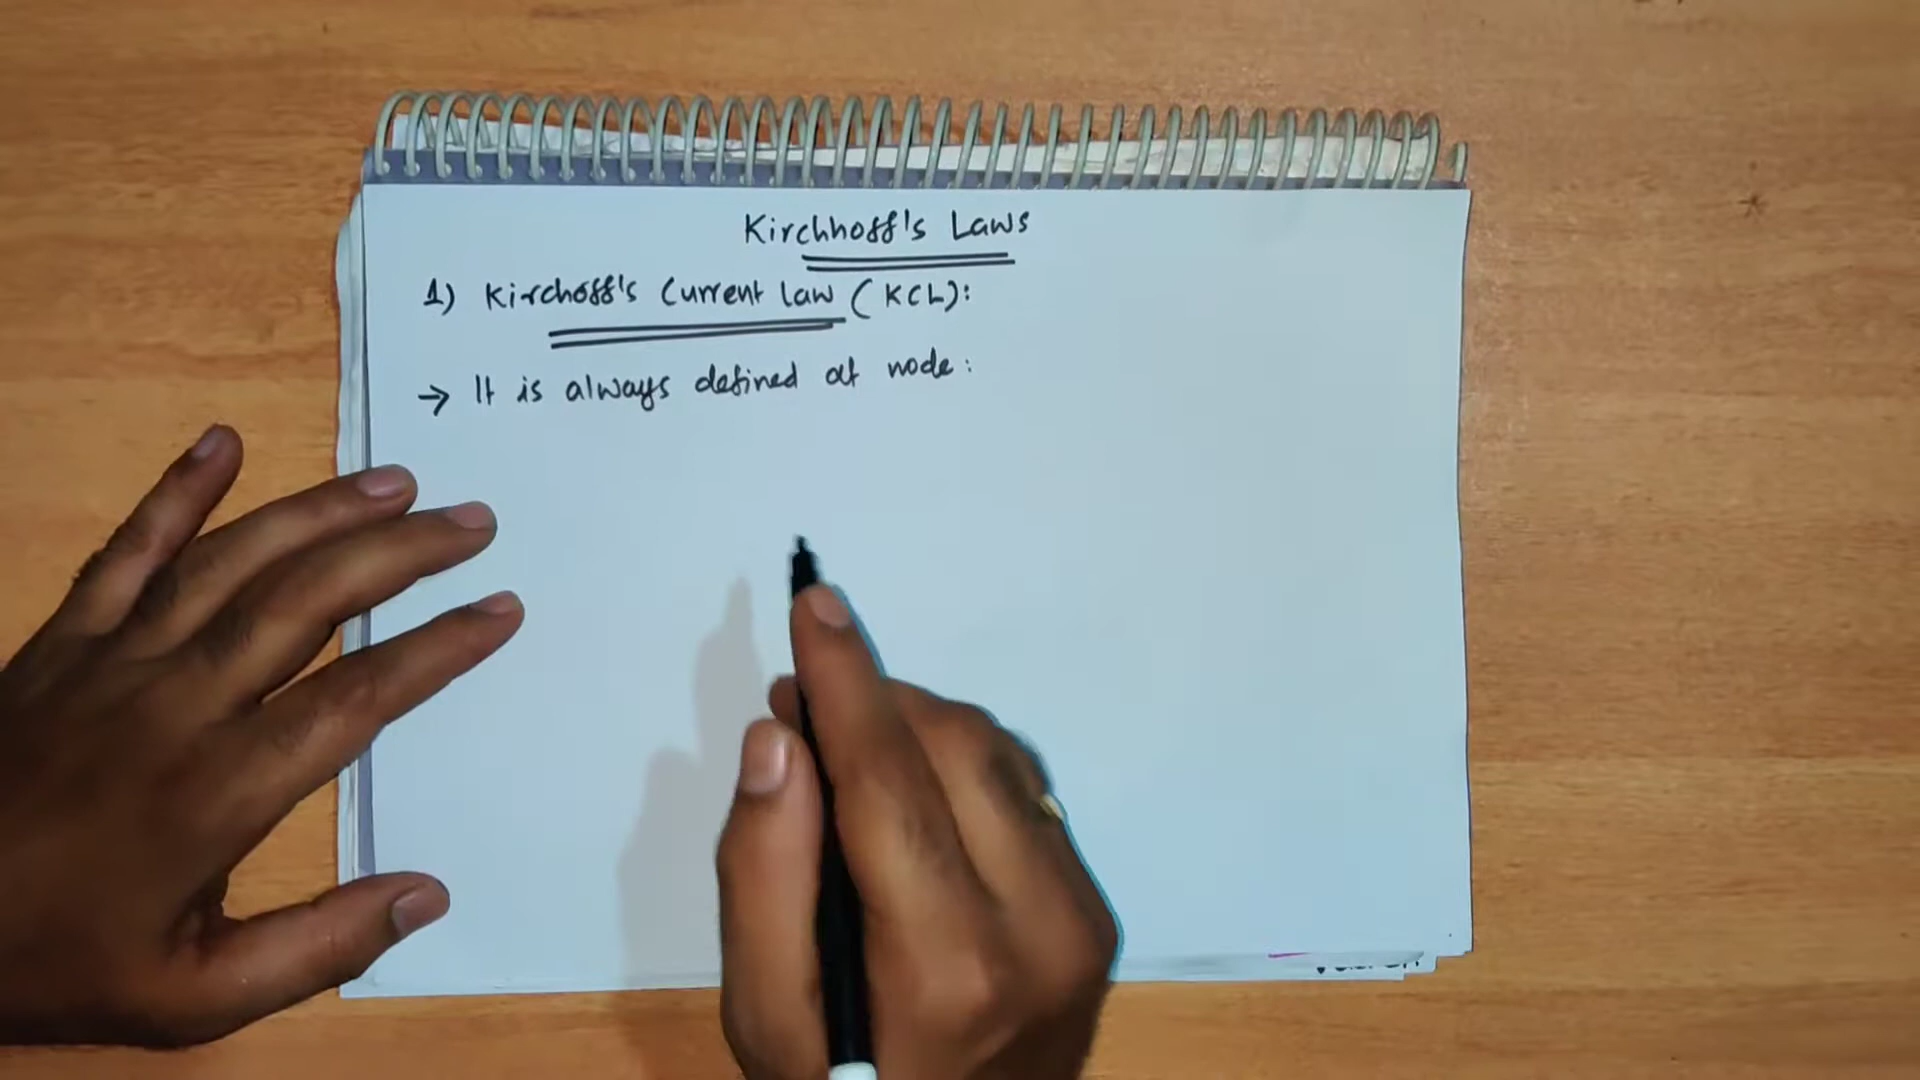 Kirchhoff's Laws
1) Kirchoff's Current law (KCL):
→ It is always defined at node: